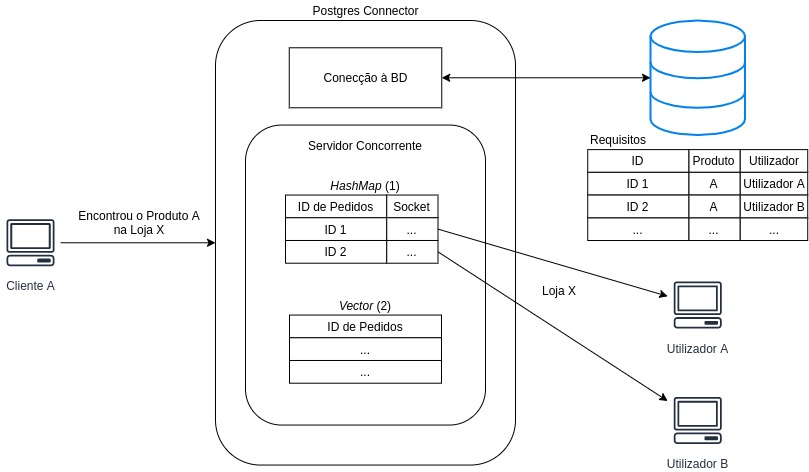 Postgres Connector
Conecção à BD
Servidor Concorrente
HashMap (1)
ID de Pedidos Socket
ID 1 ...
ID 2 ...
Vector (2)
ID de Pedidos
...
...
Encontrou o Produto A
na Loja X
Cliente A
Requisitos
ID Produto Utilizador
ID 1 A Utilizador A
ID 2 A Utilizador B
... ... ...
Loja X
Utilizador A
Utilizador B